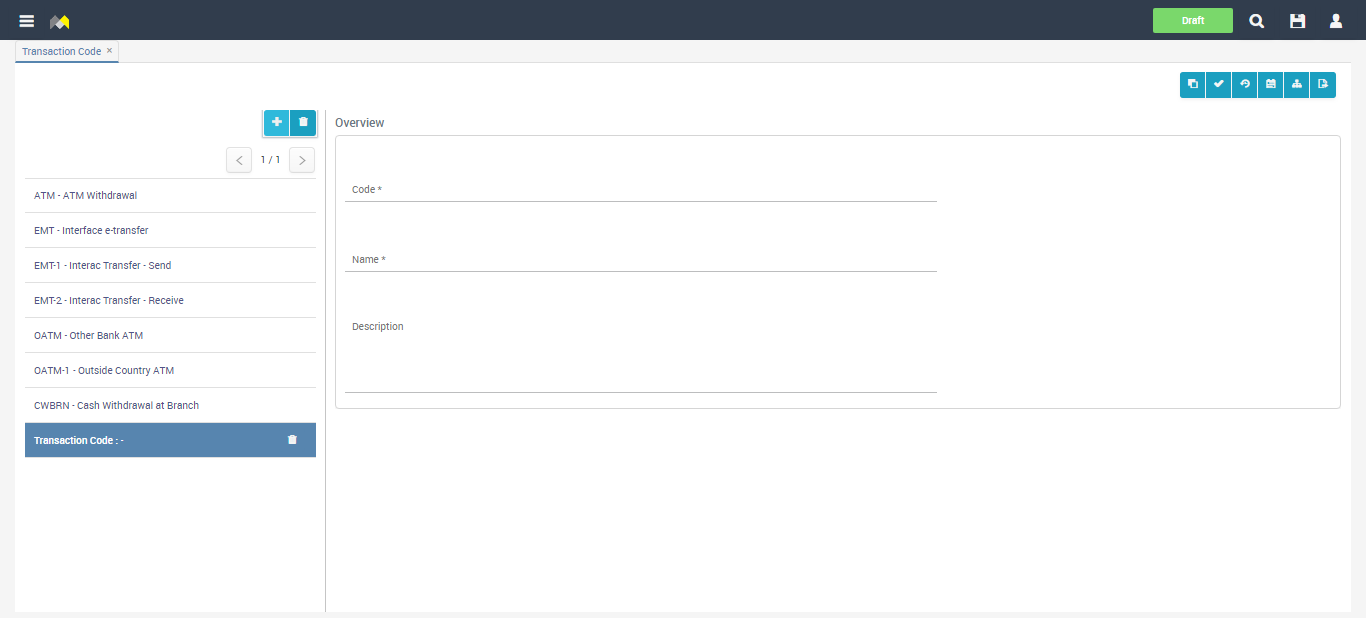 Draft
Transaction Code ×
1 / 1
ATM - ATM Withdrawal
EMT - Interface e-transfer
EMT-1 - Interac Transfer - Send
EMT-2 - Interac Transfer - Receive
OATM - Other Bank ATM
OATM-1 - Outside Country ATM
CWBRN - Cash Withdrawal at Branch
Transaction Code : -
Overview
Code *
Name *
Description